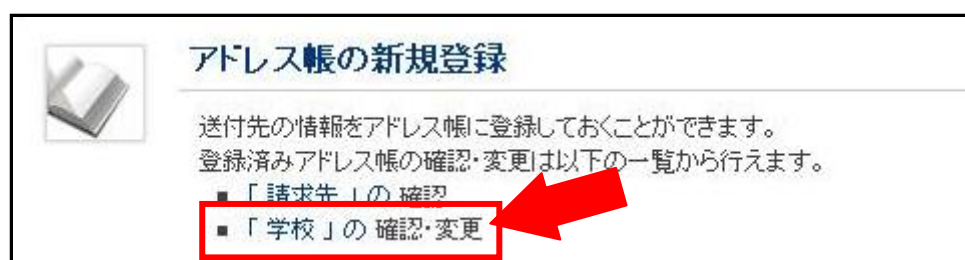 アドレス帳の新規登録
送付先の情報をアドレス帳に登録しておくことができます。
登録済みアドレス帳の確認・変更は以下の一覧から行えます。
■ 「 請求先 」の 確認
■ 「 学校 」の 確認・変更